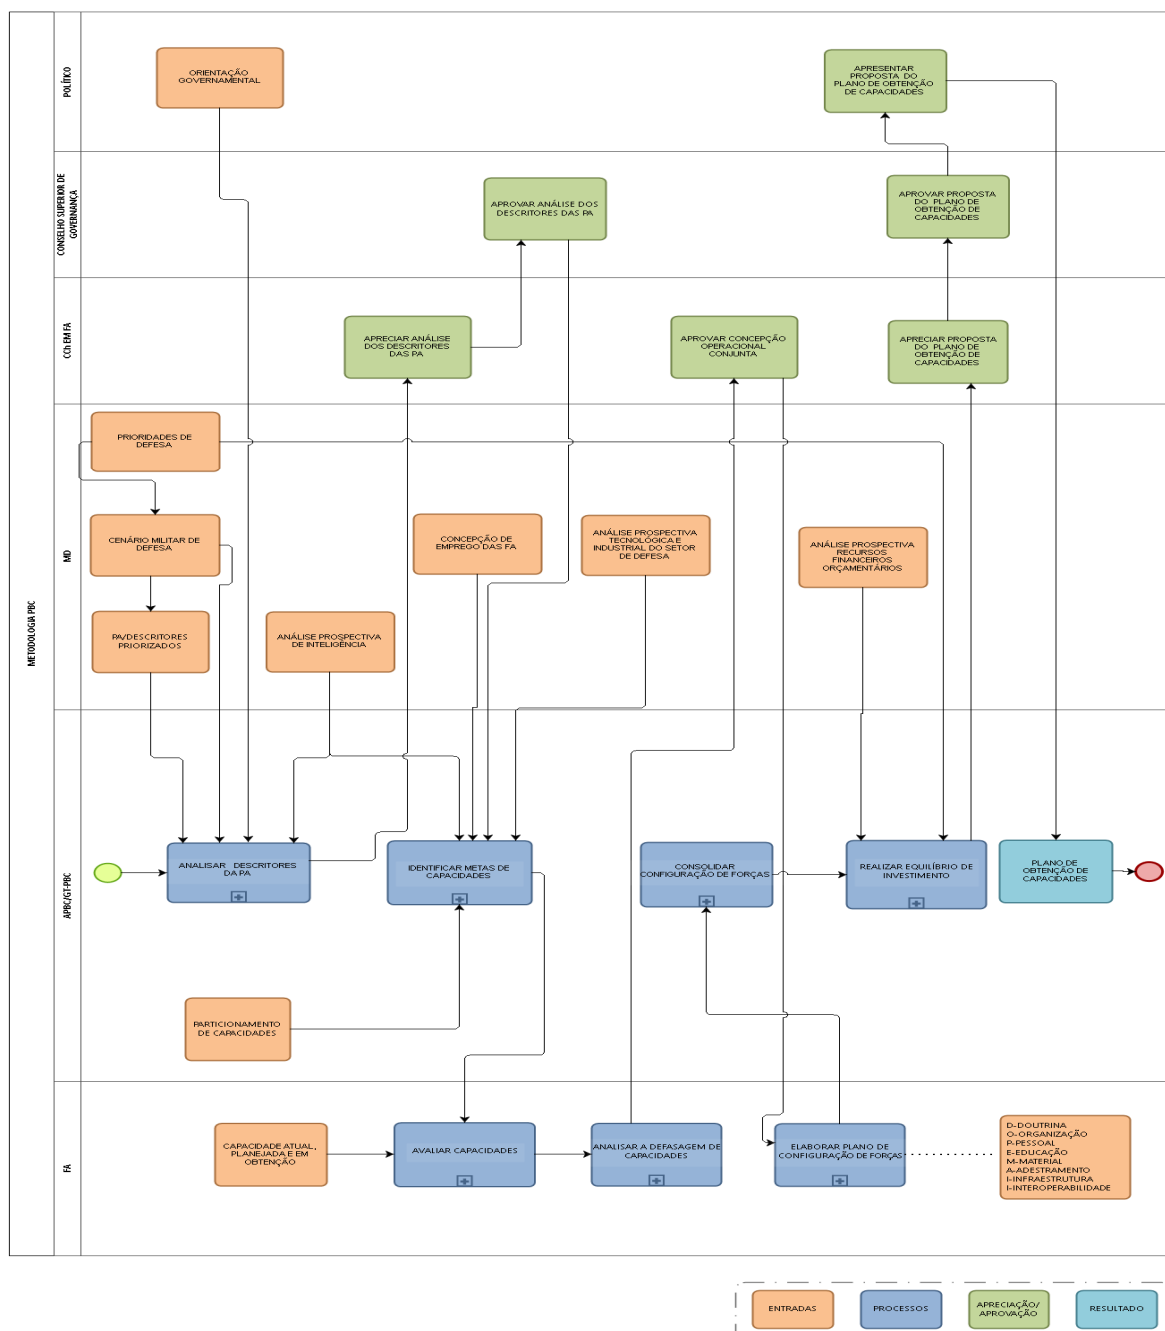 METODOLOGIA PBC
POLÍTICO
ORIENTAÇÃO
GOVERNAMENTAL
APRESENTAR
PROPOSTA DO
PLANO DE OBTENÇÃO
DE CAPACIDADES
CONSELHO SUPERIOR DE
GOVERNANÇA
APROVAR ANÁLISE DOS
DESCRITORES DAS PA
APROVAR PROPOSTA
DO PLANO DE
OBTENÇÃO DE
CAPACIDADES
CCh EM FA
APRECIAR ANÁLISE
DOS DESCRITORES
DAS PA
APROVAR CONCEPÇÃO
OPERACIONAL
CONJUNTA
APRECIAR PROPOSTA
DO PLANO DE
OBTENÇÃO DE
CAPACIDADES
MD
PRIORIDADES DE
DEFESA
CENÁRIO MILITAR DE
DEFESA
CONCEPÇÃO DE
EMPREGO DAS FA
ANÁLISE PROSPECTIVA
TECNOLÓGICA E
INDUSTRIAL DO SETOR
DE DEFESA
ANÁLISE PROSPECTIVA
RECURSOS
FINANCEIROS
ORÇAMENTÁRIOS
PA/DESCRITORES
PRIORIZADOS
ANÁLISE PROSPECTIVA
DE INTELIGÊNCIA
APBC/GT-PBC
ANALISAR DESCRITORES
DA PA
IDENTIFICAR METAS DE
CAPACIDADES
CONSOLIDAR
CONFIGURAÇÃO DE FORÇAS
REALIZAR EQUILÍBRIO DE
INVESTIMENTO
PLANO DE
OBTENÇÃO DE
CAPACIDADES
PARTICIONAMENTO
DE CAPACIDADES
FA
CAPACIDADE ATUAL,
PLANEJADA E EM
OBTENÇÃO
AVALIAR CAPACIDADES
ANALISAR A DEFASAGEM DE
CAPACIDADES
ELABORAR PLANO DE
CONFIGURAÇÃO DE FORÇAS
D-DOUTRINA
O-ORGANIZAÇÃO
P-PESSOAL
E-EDUCAÇÃO
M-MATERIAL
A-ADESTRAMENTO
I-INFRAESTRUTURA
I-INTEROPERABILIDADE
ENTRADAS
PROCESSOS
APRECIAÇÃO/
APROVAÇÃO
RESULTADO